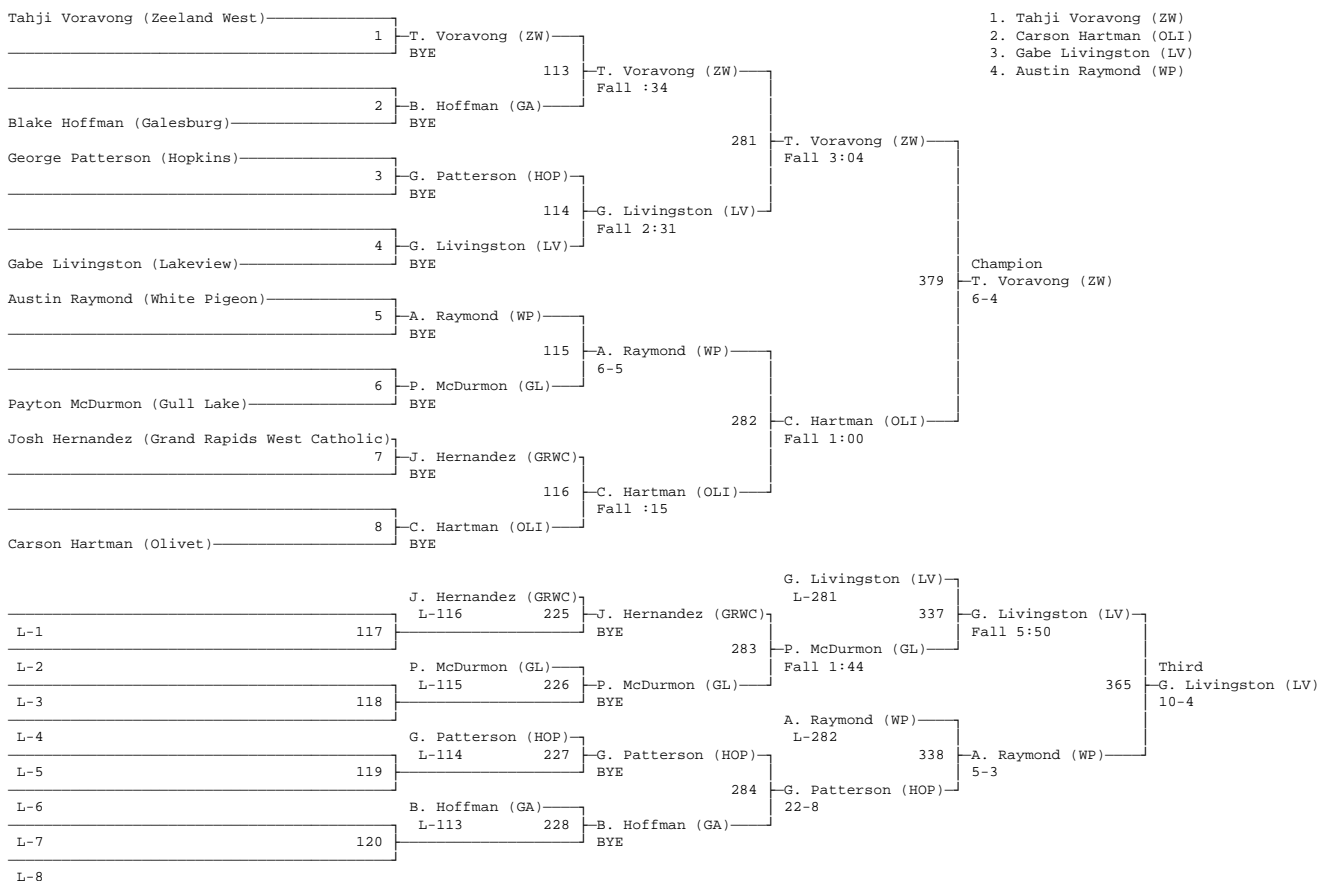 Tahji Voravong (Zeeland West) 1. Tahji Voravong (ZW)
1 T. Voravong (ZW) 2. Carson Hartman (OLI)
BYE 3. Gabe Livingston (LV)
113 T. Voravong (ZW) 4. Austin Raymond (WP)
Fall :34
2 B. Hoffman (GA)
Blake Hoffman (Galesburg) BYE
281 T. Voravong (ZW)
George Patterson (Hopkins) Fall 3:04
3 G. Patterson (HOP)
BYE
114 G. Livingston (LV)
Fall 2:31
4 G. Livingston (LV)
Gabe Livingston (Lakeview) BYE Champion
379 T. Voravong (ZW)
Austin Raymond (White Pigeon) 6-4
5 A. Raymond (WP)
BYE
115 A. Raymond (WP)
6-5
6 P. McDurmon (GL)
Payton McDurmon (Gull Lake) BYE
282 C. Hartman (OLI)
Josh Hernandez (Grand Rapids West Catholic) Fall 1:00
7 J. Hernandez (GRWC)
BYE
116 C. Hartman (OLI)
Fall :15
8 C. Hartman (OLI)
Carson Hartman (Olivet) BYE
G. Livingston (LV)
J. Hernandez (GRWC) L-281
L-116 225 J. Hernandez (GRWC) 337 G. Livingston (LV)
L-1 117 BYE Fall 5:50
283 P. McDurmon (GL)
L-2 P. McDurmon (GL) Fall 1:44 Third
L-115 226 P. McDurmon (GL) 365 G. Livingston (LV)
L-3 118 BYE 10-4
A. Raymond (WP)
L-4 G. Patterson (HOP) L-282
L-114 227 G. Patterson (HOP) 338 A. Raymond (WP)
L-5 119 BYE 5-3
284 G. Patterson (HOP)
L-6 B. Hoffman (GA) 22-8
L-113 228 B. Hoffman (GA)
L-7 120 BYE
L-8